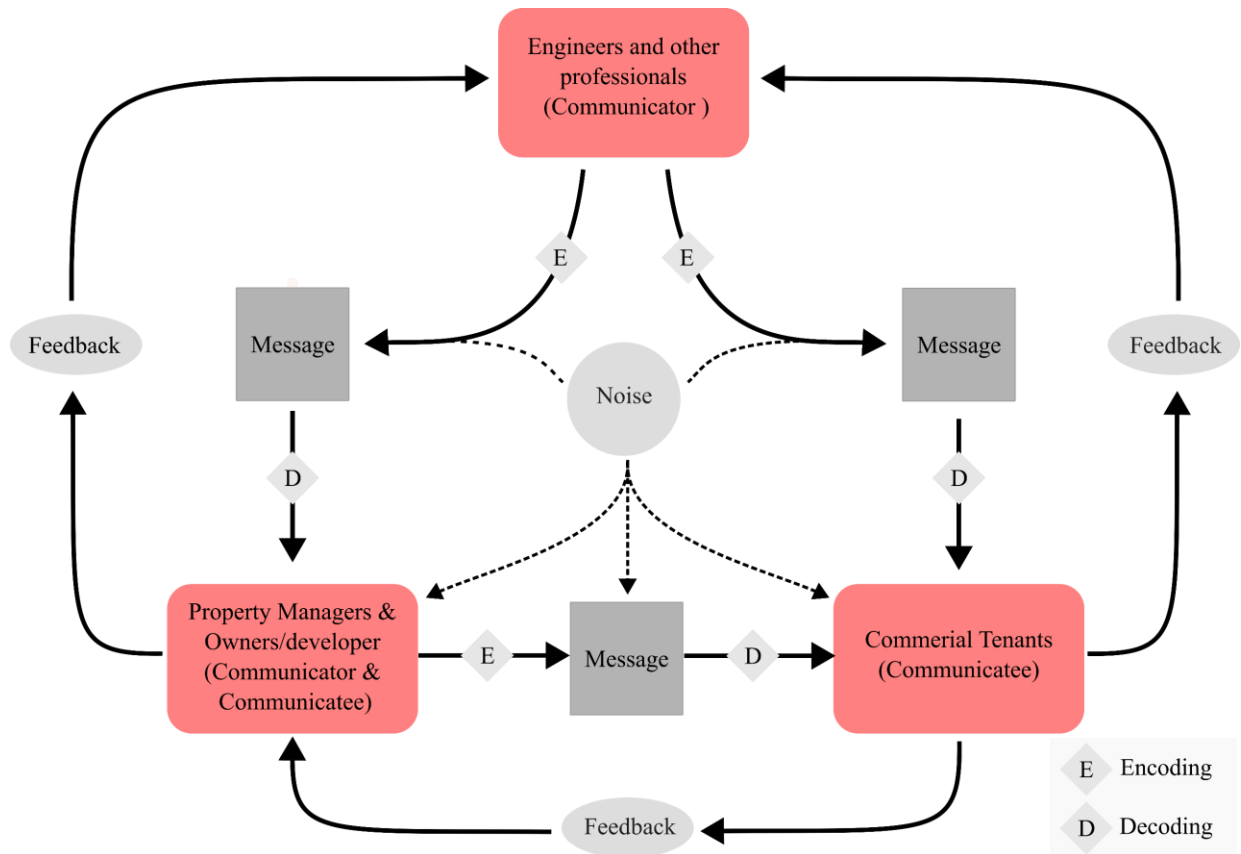 Engineers and other
professionals
(Communicator )
E
E
Message
Message
Feedback
Feedback
Noise
D
D
Property Managers &
Owners/developer
(Communicator &
Communicatee)
E
Message
D
Commerial Tenants
(Communicatee)
Feedback
E Encoding
D Decoding